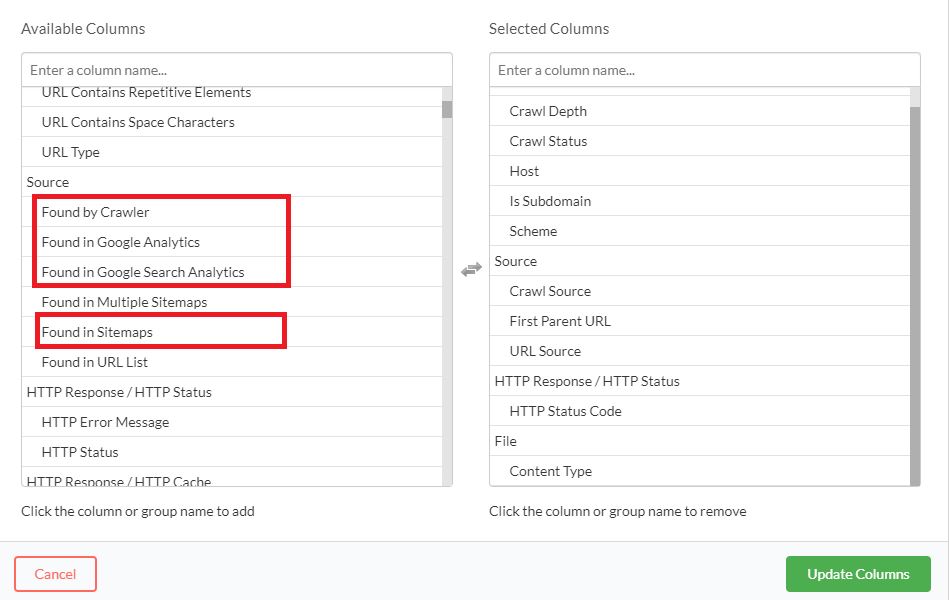 Available Columns
Enter a column name...
URL Contains Repetitive Elements
URL Contains Space Characters
URL Type
Source
Found by Crawler
Found in Google Analytics
Found in Google Search Analytics
Found in Multiple Sitemaps
Found in Sitemaps
Found in URL List
HTTP Response / HTTP Status
HTTP Error Message
HTTP Status
HTTP Response / HTTP Cache
Click the column or group name to add
Selected Columns
Enter a column name...
Crawl Depth
Crawl Status
Host
Is Subdomain
Scheme
Source
Crawl Source
First Parent URL
URL Source
HTTP Response / HTTP Status
HTTP Status Code
File
Content Type
Click the column or group name to remove
Cancel
Update Columns